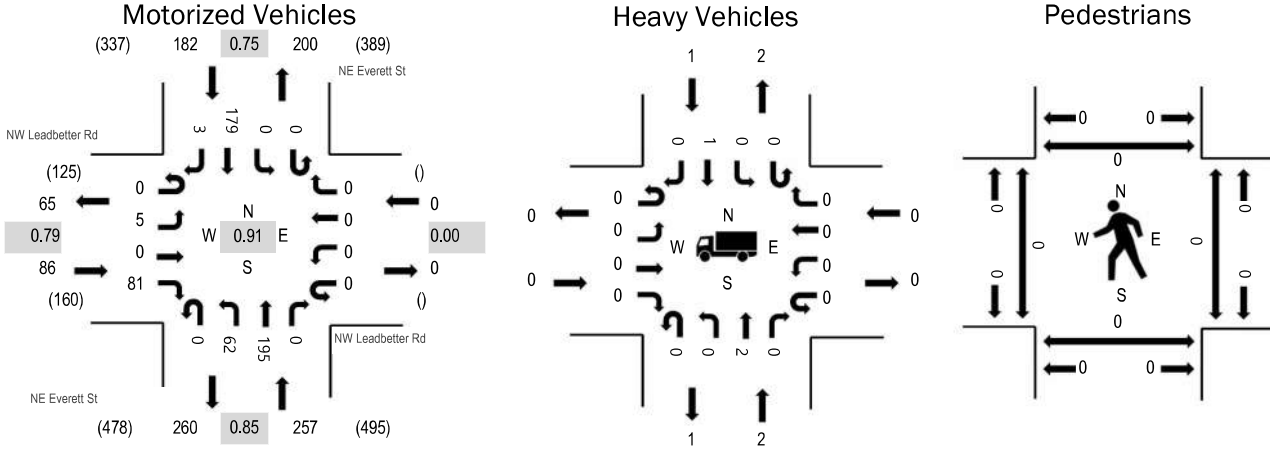 Motorized Vehicles
(337) 182 0.75 200 (389)
NE Everett St
NW Leadbetter Rd
3 179 0 0
(125)
65
0.79
86
(160)
0
5
0
81
N
W 0.91 E
S
0
0
0
0
()
0
0.00
0
()
0 62 195 0
NW Leadbetter Rd
NE Everett St
(478) 260 0.85 257 (495)
Heavy Vehicles
1 2
0 1 0 0
0
0
0
0
0
0
N
W E
S
0
0
0
0
0
0
0 0 2 0
1 2
Pedestrians
0 0
0
0
0
0
N
W E
S
0
0
0
0
0 0